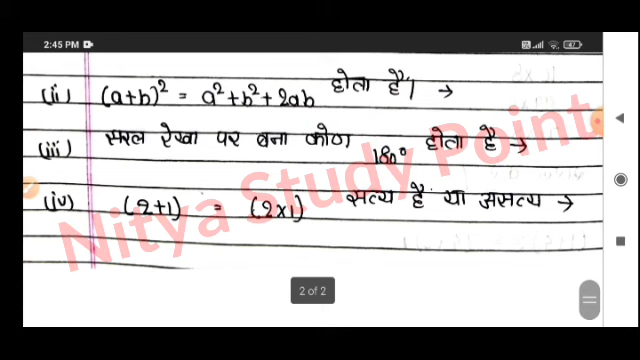 2:45 PM
67
(ii) (a+b)² = a²+b²+2ab होता है। →
(iii) सरल रेखा पर बना कोण 180° होता है →
(iv) (2+1) = (2×1) सत्य है या असत्य →
Nitya Study Point
2 of 2